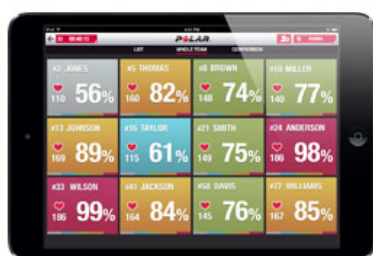 POLAR
LIST WHOLE TEAM COMPARISON
#2 JONES #5 THOMAS #8 BROWN #10 MILLER
110 56% 160 82% 148 74% 140 77%
#13 JOHNSON #16 TAYLOR #21 SMITH #24 ANDERSON
169 89% 115 61% 149 75% 186 98%
#33 WILSON #41 JACKSON #58 DAVIS #77 WILLIAMS
186 99% 164 84% 145 76% 167 85%